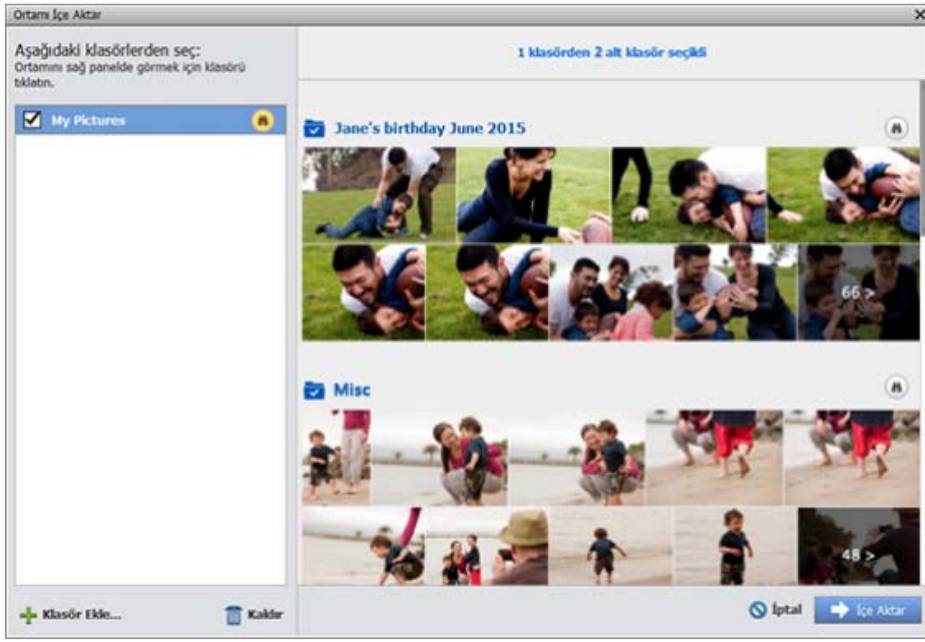 Ortamı İçe Aktar
Aşağıdaki klasörlerden seç:
Ortamını sağ panelde görmek için klasörü
tıklatın.
My Pictures
1 klasörden 2 alt klasör seçildi
Jane's birthday June 2015
66 >
Misc
48 >
Klasör Ekle...
Kaldır
İptal
İçe Aktar